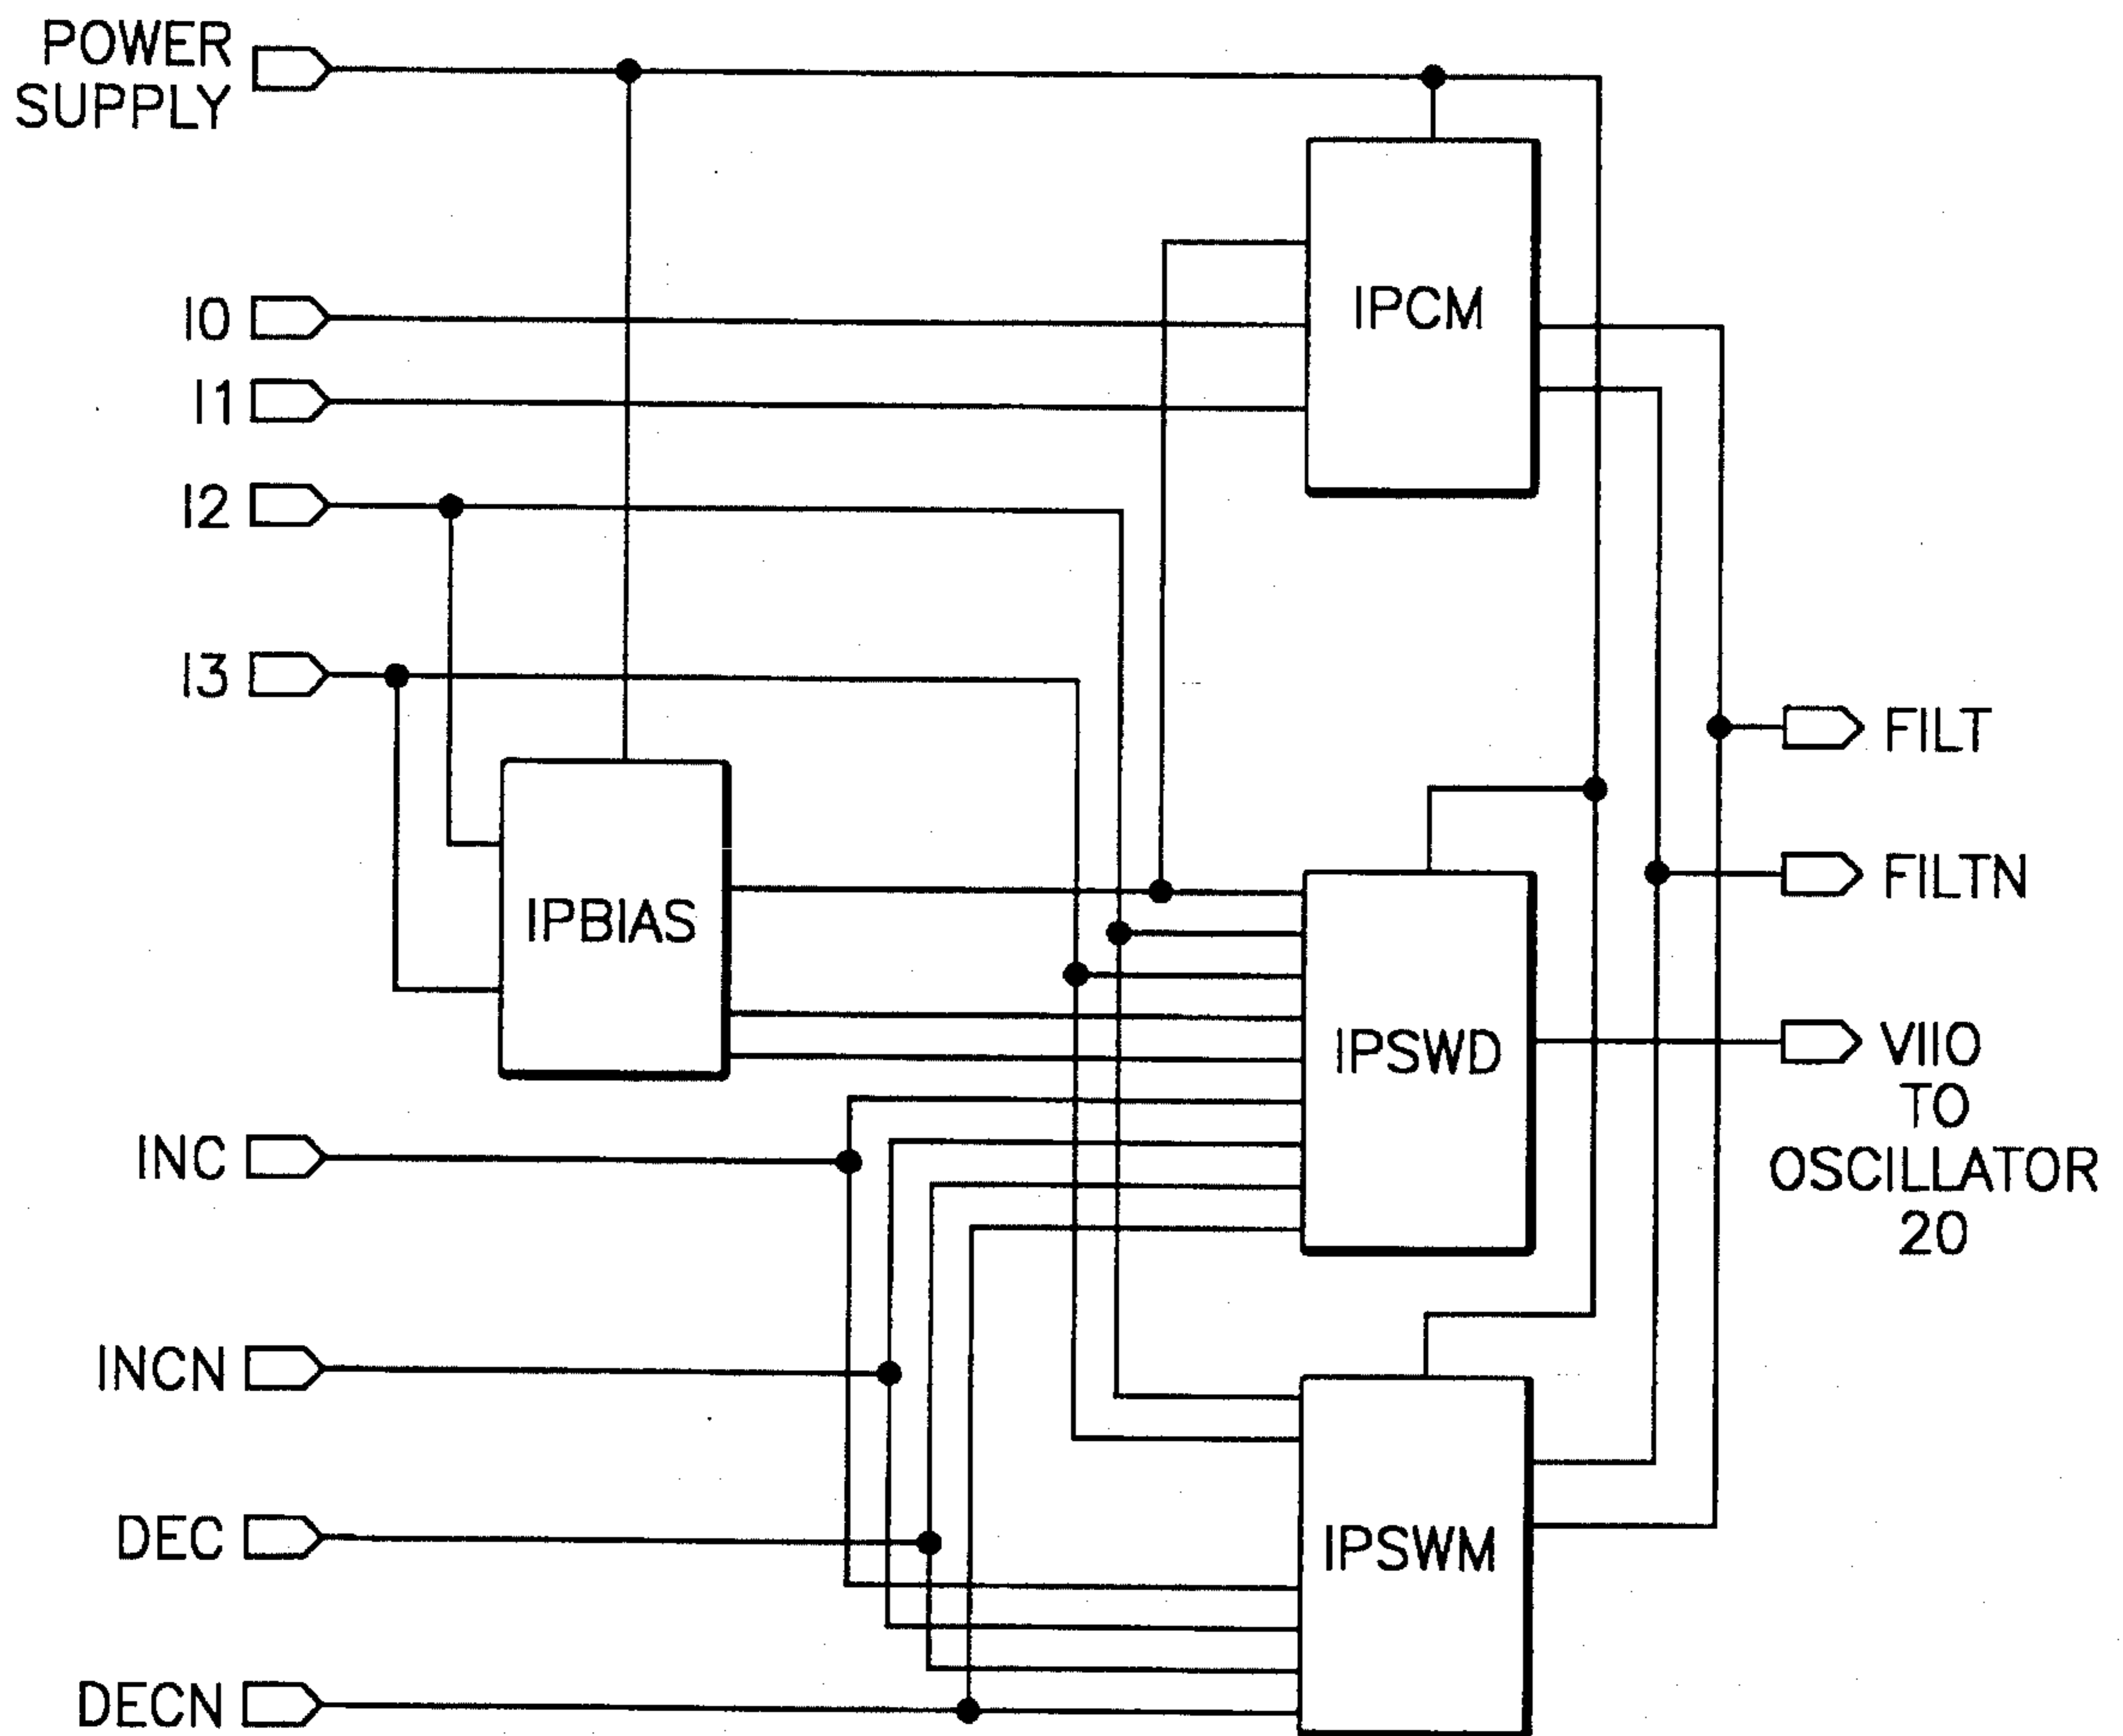 POWER
SUPPLY
I0
I1
I2
I3
INC
INCN
DEC
DECN
IPBIAS
IPCM
IPSWD
IPSWM
FILT
FILTN
VIIO
TO
OSCILLATOR
20